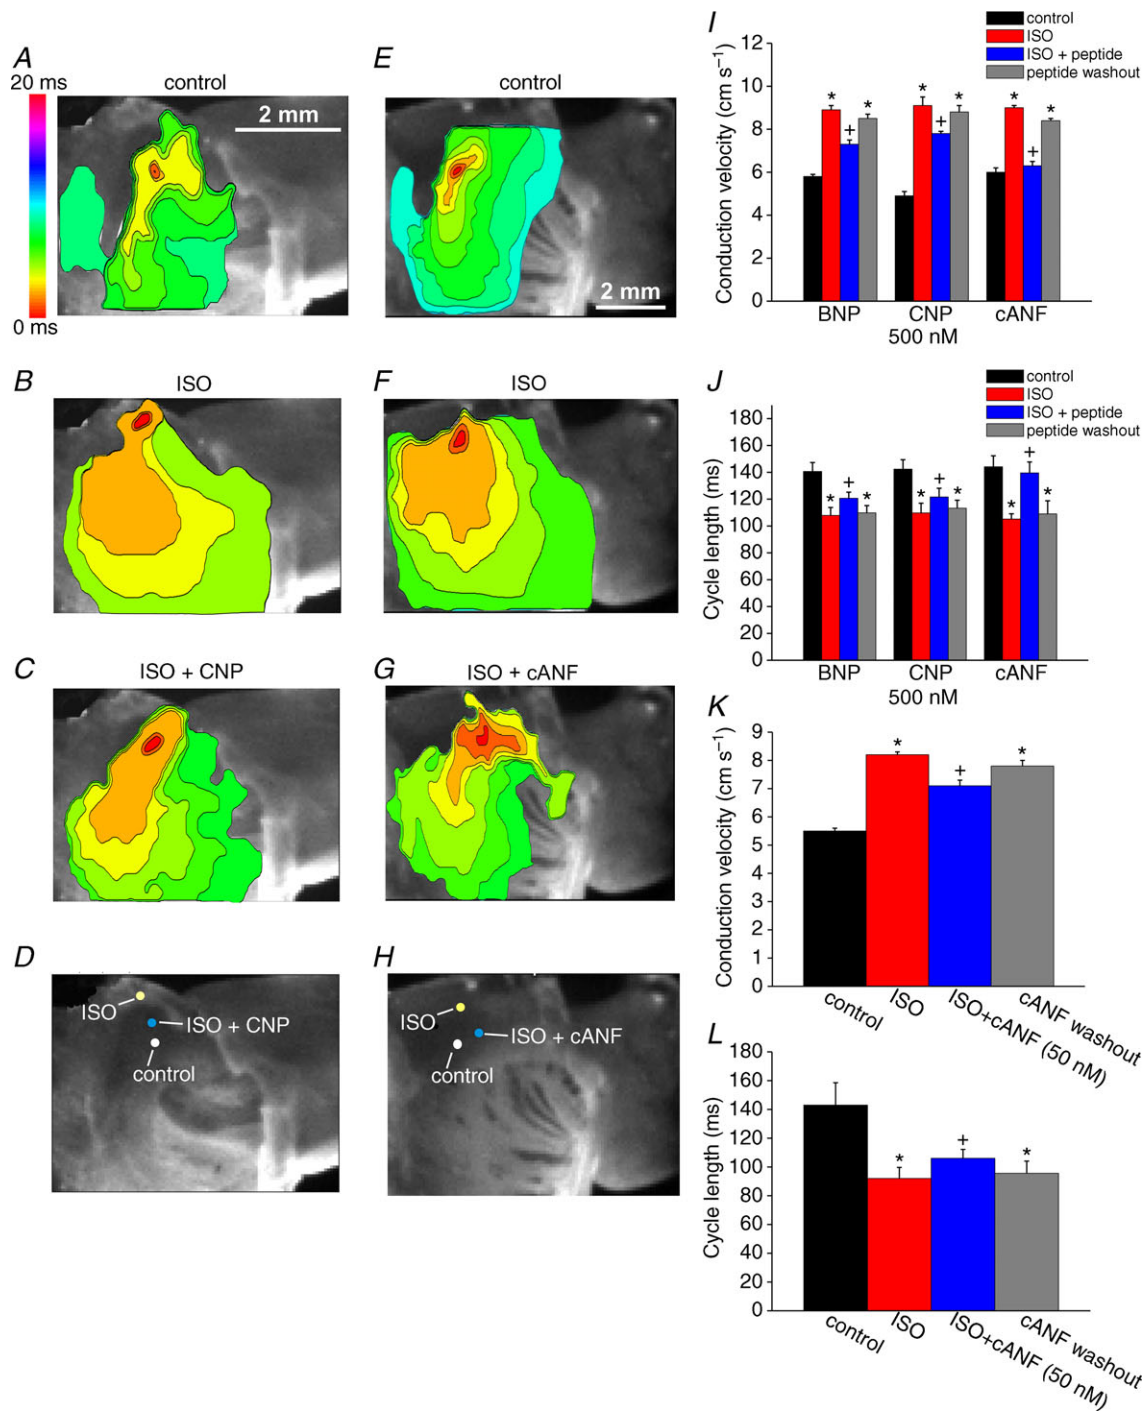 A
control
20 ms
0 ms
2 mm
E
control
2 mm
B
ISO
F
ISO
C
ISO + CNP
G
ISO + cANF
D
ISO
ISO + CNP
control
H
ISO
ISO + cANF
control
I
control
ISO
ISO + peptide
peptide washout
Conduction velocity (cm s⁻¹)
12
10
8
6
4
2
0
* + * * + * * + *
BNP CNP cANF
500 nM
J
control
ISO
ISO + peptide
peptide washout
Cycle length (ms)
180
160
140
120
100
80
60
40
20
0
* + * * + * * + *
BNP CNP cANF
500 nM
K
Conduction velocity (cm s⁻¹)
9
8
7
6
5
4
3
2
1
0
* + *
control
ISO
ISO+cANF (50 nM)
cANF washout
L
Cycle length (ms)
180
160
140
120
100
80
60
40
20
0
* + *
control
ISO
ISO+cANF (50 nM)
cANF washout